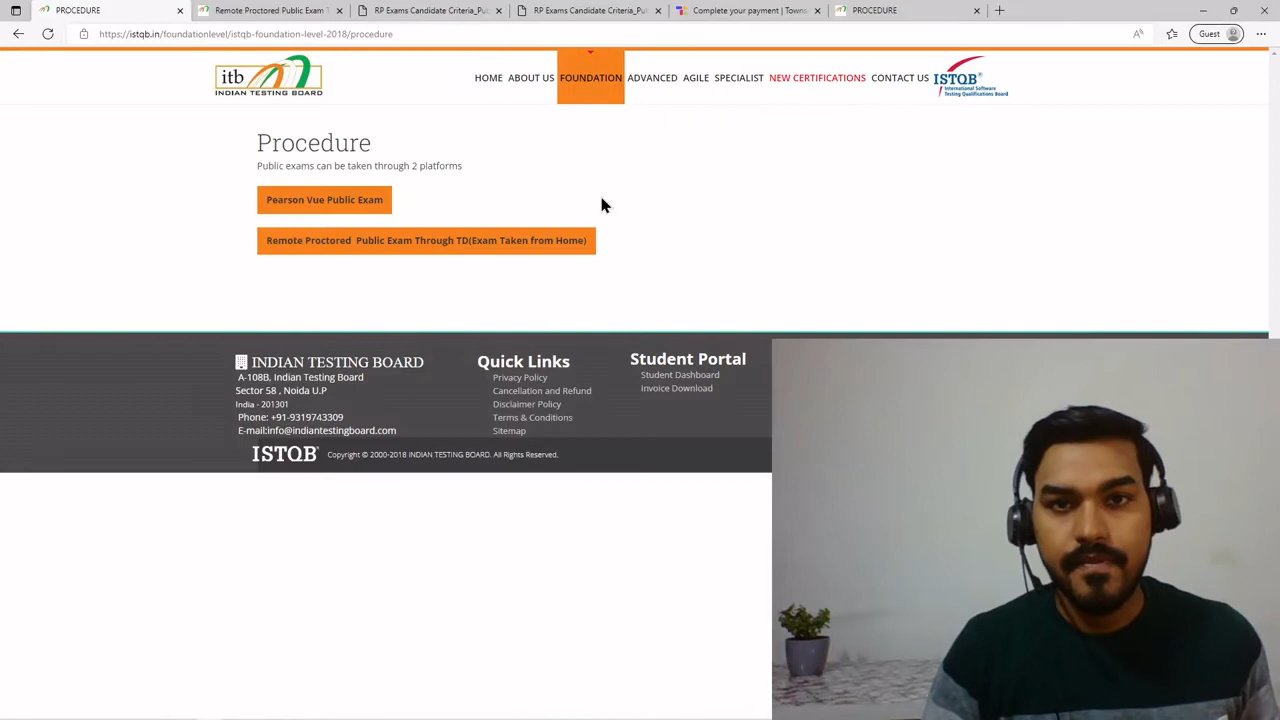 PROCEDURE
Remote Proctored Public Exam T
RP Exams Candidate Criteria_Pub
RP Exams Candidate Criteria_Pub
Complete your payment | Towns
PROCEDURE
https://istqb.in/foundationlevel/istqb-foundation-level-2018/procedure
Guest
itb
INDIAN TESTING BOARD
HOME ABOUT US FOUNDATION ADVANCED AGILE SPECIALIST NEW CERTIFICATIONS CONTACT US
ISTQB®
International Software
Testing Qualifications Board
Procedure
Public exams can be taken through 2 platforms
Pearson Vue Public Exam
Remote Proctored Public Exam Through TD(Exam Taken from Home)
INDIAN TESTING BOARD
A-108B, Indian Testing Board
Sector 58 , Noida U.P
India - 201301
Phone: +91-9319743309
E-mail:info@indiantestingboard.com
Quick Links
Privacy Policy
Cancellation and Refund
Disclaimer Policy
Terms & Conditions
Sitemap
Student Portal
Student Dashboard
Invoice Download
ISTQB® Copyright © 2000-2018 INDIAN TESTING BOARD. All Rights Reserved.